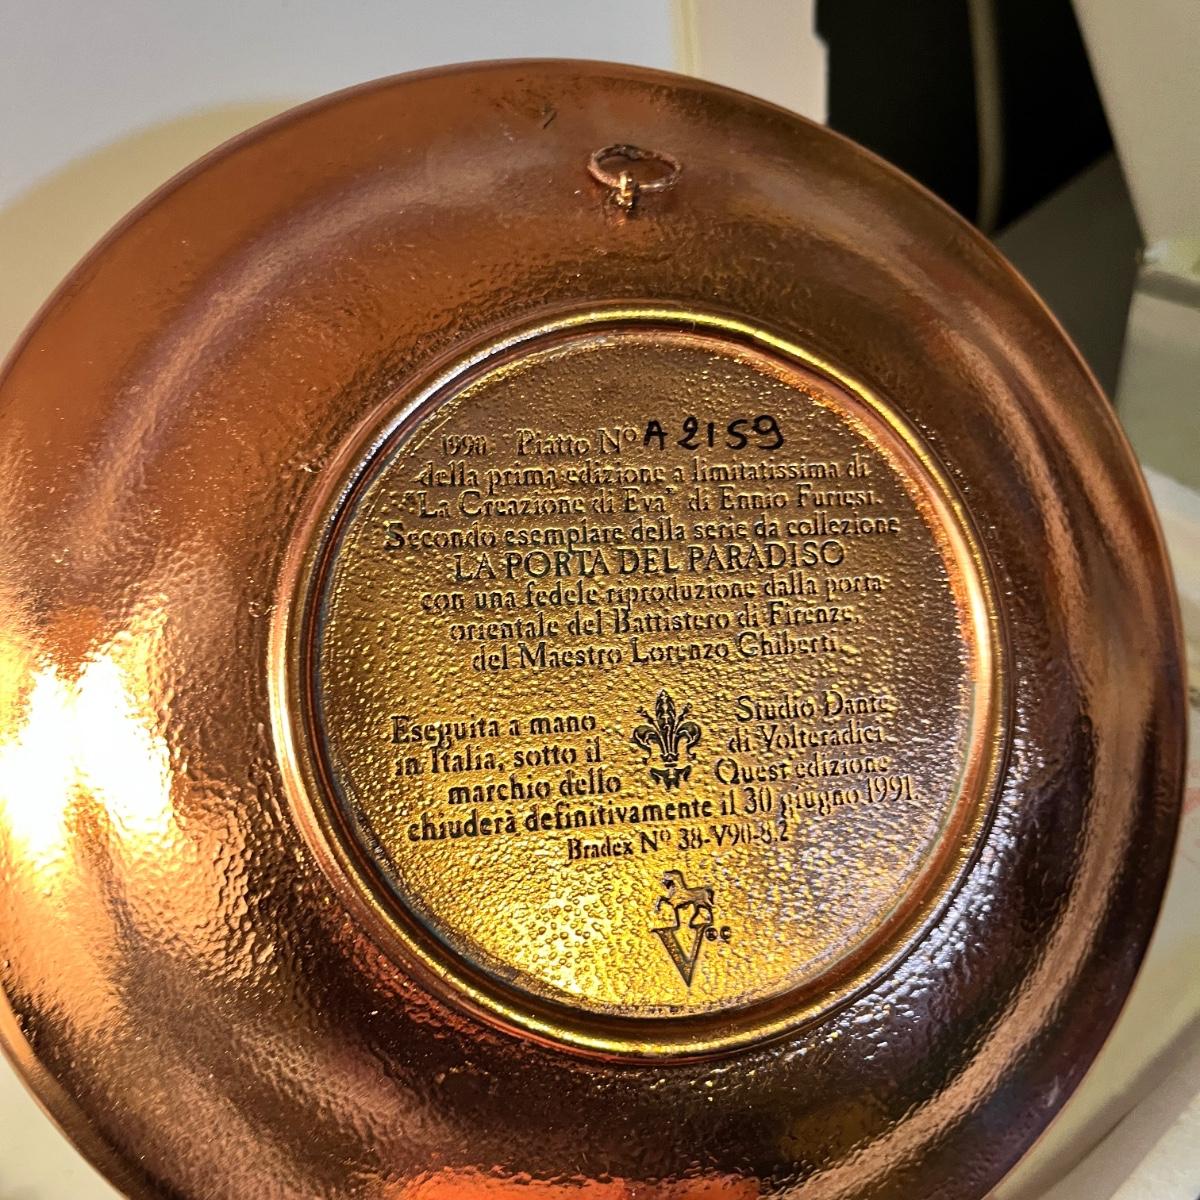 1990 Piatto Nº A 2159
della prima edizione a limitatissima di
"La Creazione di Eva" di Ennio Furiesi.
Secondo esemplare della serie da collezione
LA PORTA DEL PARADISO
con una fedele riproduzione dalla porta
orientale del Battistero di Firenze,
del Maestro Lorenzo Ghiberti.
Eseguita a mano
in Italia, sotto il
marchio dello
Studio Dante
di Volteradici
Quest'edizione
chiuderà definitivamente il 30 giugno 1991
Bradex Nº 38-V90-8.2
V